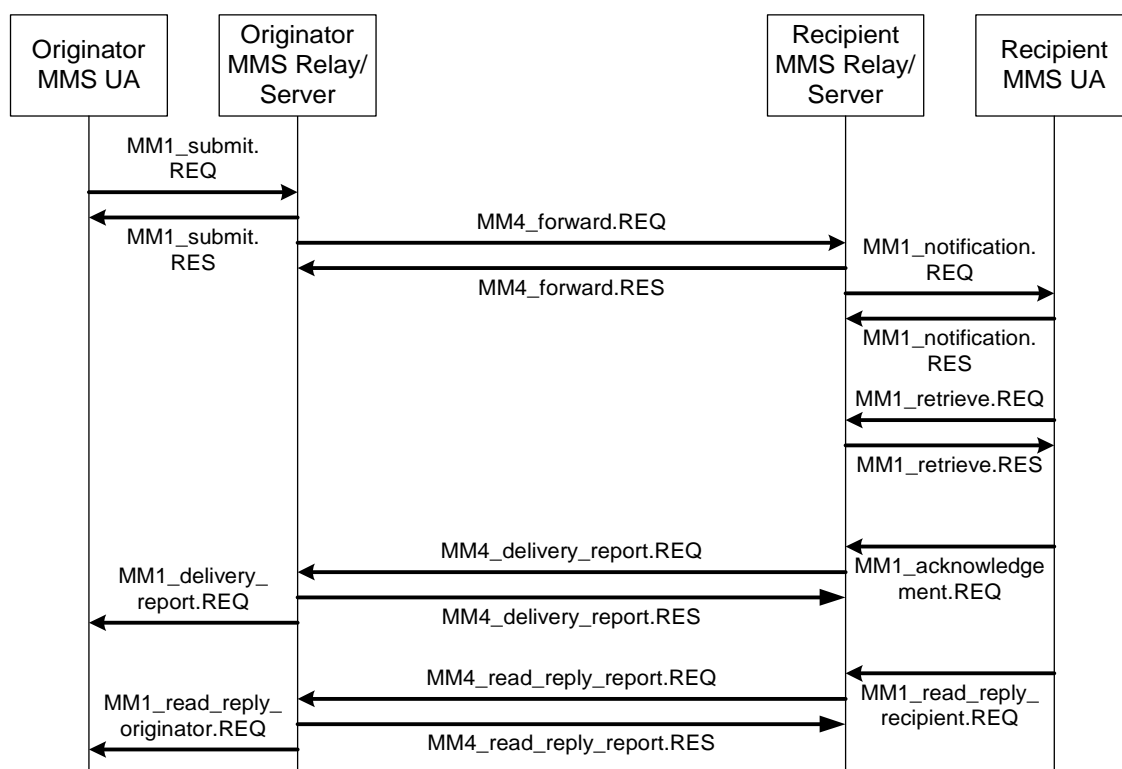 Originator
MMS UA
Originator
MMS Relay/
Server
Recipient
MMS Relay/
Server
Recipient
MMS UA
MM1_submit.
REQ
MM1_submit.
RES
MM4_forward.REQ
MM4_forward.RES
MM1_notification.
REQ
MM1_notification.
RES
MM1_retrieve.REQ
MM1_retrieve.RES
MM4_delivery_report.REQ
MM1_acknowledge
ment.REQ
MM1_delivery_
report.REQ
MM4_delivery_report.RES
MM4_read_reply_report.REQ
MM1_read_reply_
recipient.REQ
MM1_read_reply_
originator.REQ
MM4_read_reply_report.RES